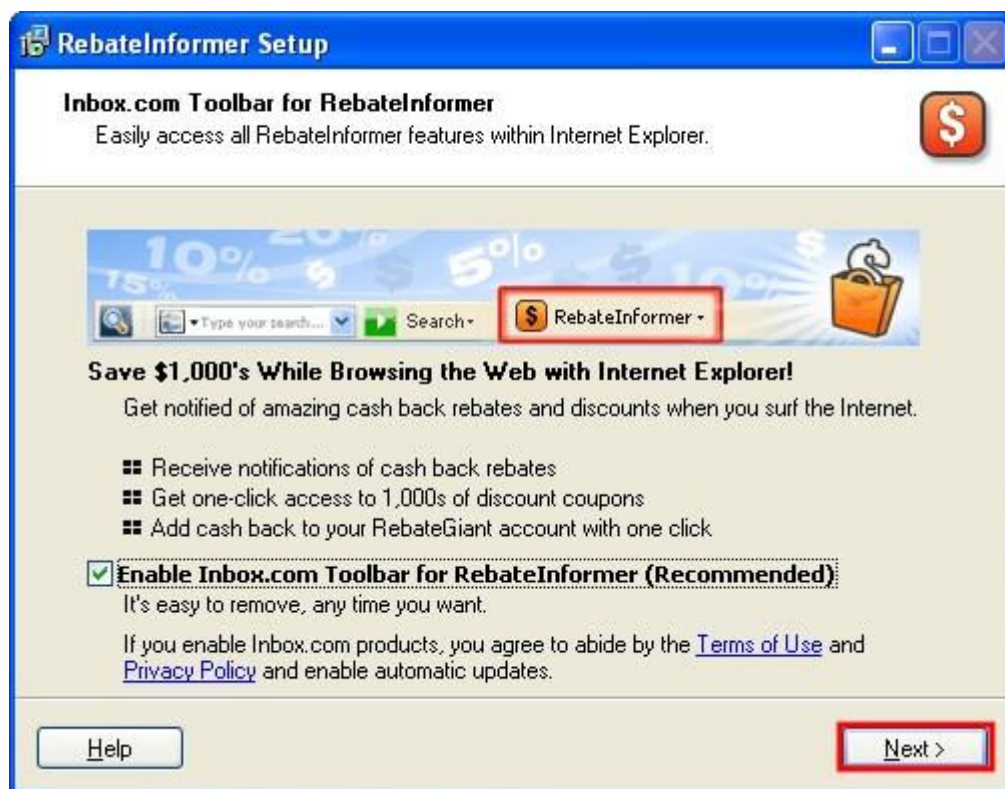 RebateInformer Setup
Inbox.com Toolbar for RebateInformer
Easily access all RebateInformer features within Internet Explorer.
$
10% 20% $ $ 5% $ 10% $
15%
Type your search... Search $ RebateInformer
Save $1,000's While Browsing the Web with Internet Explorer!
Get notified of amazing cash back rebates and discounts when you surf the Internet.
Receive notifications of cash back rebates
Get one-click access to 1,000s of discount coupons
Add cash back to your RebateGiant account with one click
Enable Inbox.com Toolbar for RebateInformer (Recommended)
It's easy to remove, any time you want.
If you enable Inbox.com products, you agree to abide by the Terms of Use and
Privacy Policy and enable automatic updates.
Help
Next >